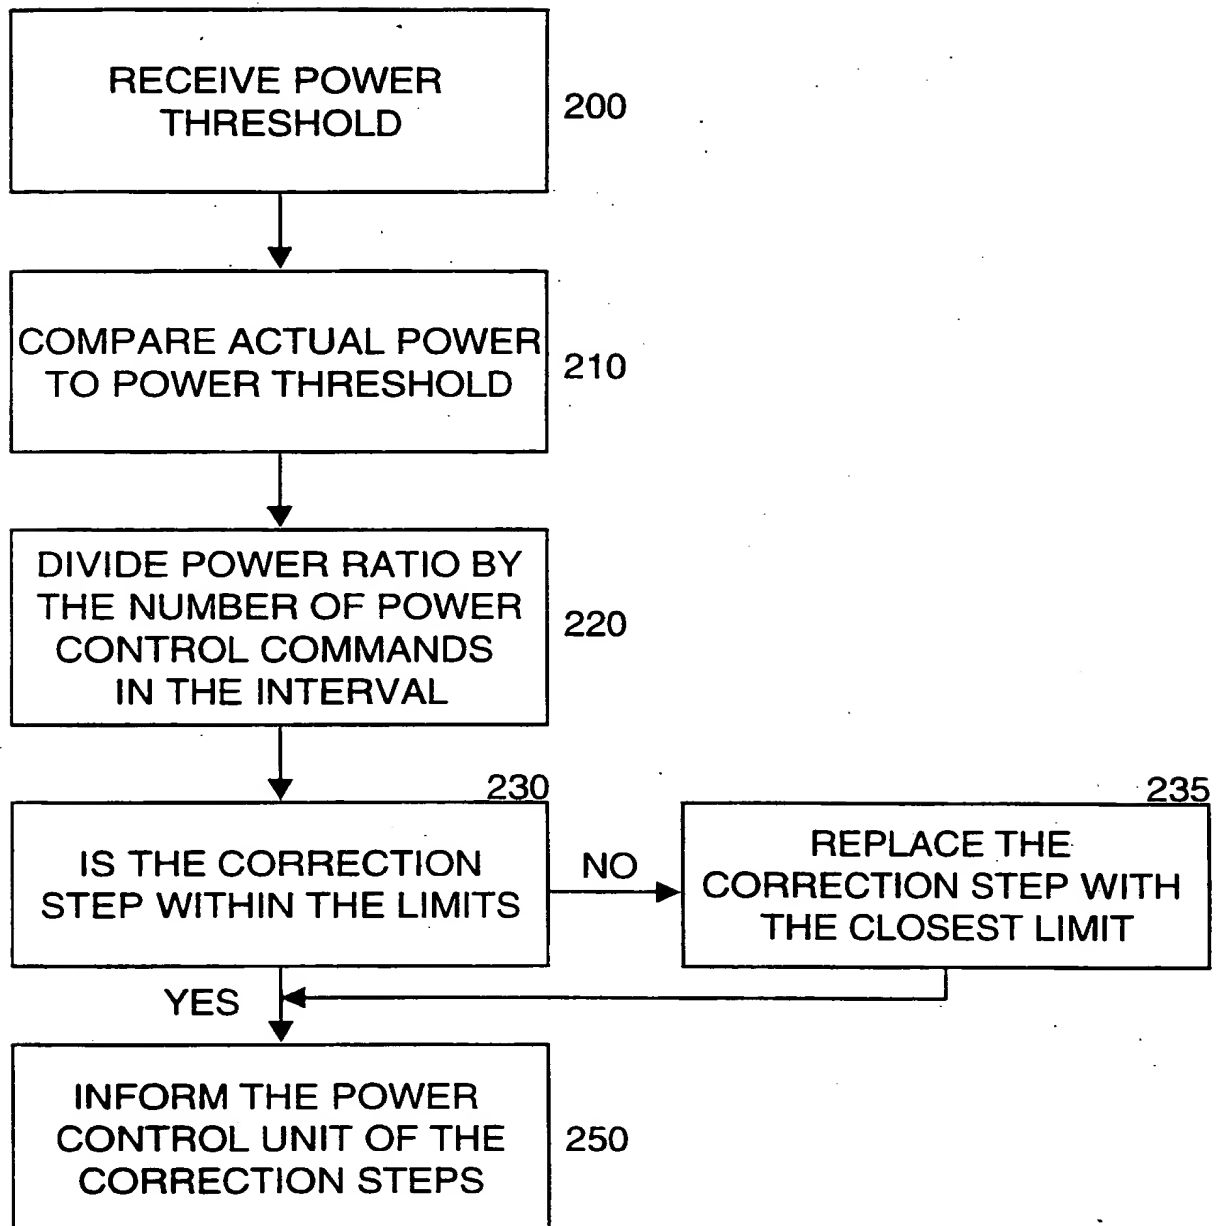 RECEIVE POWER
THRESHOLD
200
COMPARE ACTUAL POWER
TO POWER THRESHOLD
210
DIVIDE POWER RATIO BY
THE NUMBER OF POWER
CONTROL COMMANDS
IN THE INTERVAL
220
230
IS THE CORRECTION
STEP WITHIN THE LIMITS
NO
235
REPLACE THE
CORRECTION STEP WITH
THE CLOSEST LIMIT
YES
INFORM THE POWER
CONTROL UNIT OF THE
CORRECTION STEPS
250